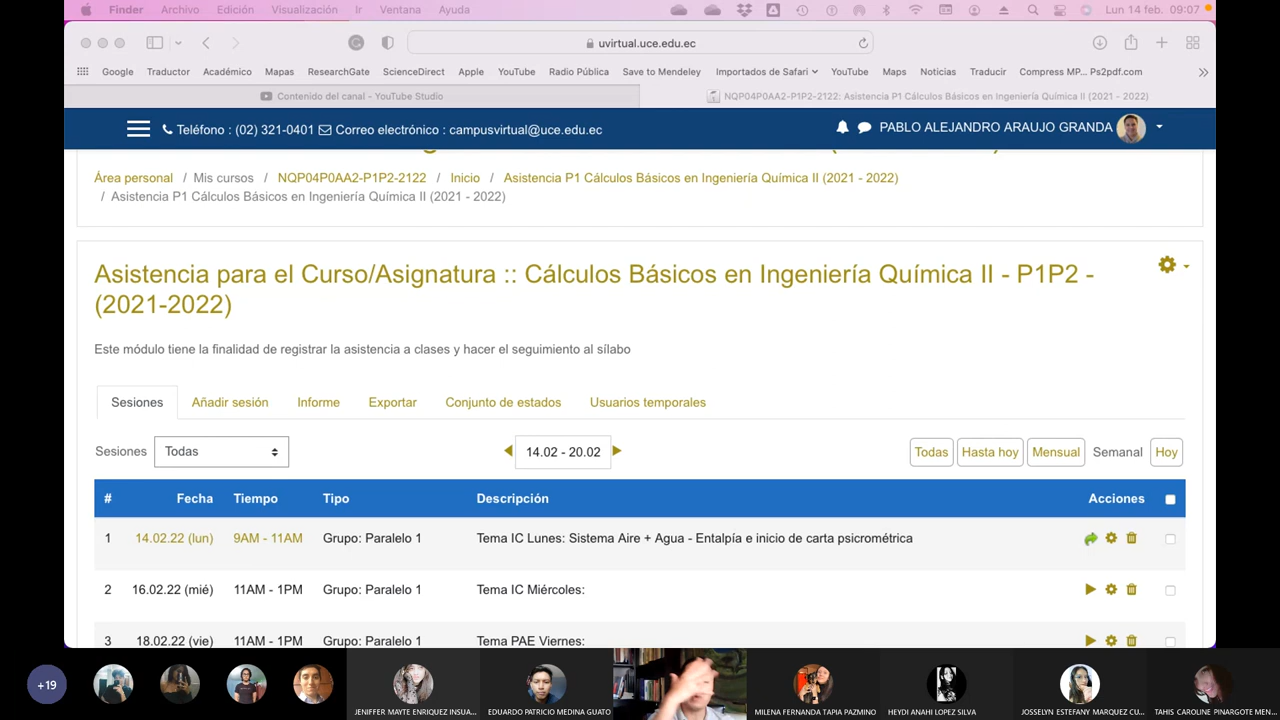 Finder Archivo Edición Visualización Ir Ventana Ayuda Lun 14 feb. 09:07
uvirtual.uce.edu.ec
Google Traductor Académico Mapas ResearchGate ScienceDirect Apple YouTube Radio Pública Save to Mendeley Importados de Safari YouTube Maps Noticias Traducir Compress MP... Ps2pdf.com
Contenido del canal - YouTube Studio NQP04P0AA2-P1P2-2122: Asistencia P1 Cálculos Básicos en Ingeniería Química II (2021 - 2022)
Teléfono : (02) 321-0401 Correo electrónico : campusvirtual@uce.edu.ec PABLO ALEJANDRO ARAUJO GRANDA
Área personal / Mis cursos / NQP04P0AA2-P1P2-2122 / Inicio / Asistencia P1 Cálculos Básicos en Ingeniería Química II (2021 - 2022)
/ Asistencia P1 Cálculos Básicos en Ingeniería Química II (2021 - 2022)
Asistencia para el Curso/Asignatura :: Cálculos Básicos en Ingeniería Química II - P1P2 -
(2021-2022)
Este módulo tiene la finalidad de registrar la asistencia a clases y hacer el seguimiento al sílabo
Sesiones Añadir sesión Informe Exportar Conjunto de estados Usuarios temporales
Sesiones Todas 14.02 - 20.02 Todas Hasta hoy Mensual Semanal Hoy
# Fecha Tiempo Tipo Descripción Acciones
1 14.02.22 (lun) 9AM - 11AM Grupo: Paralelo 1 Tema IC Lunes: Sistema Aire + Agua - Entalpía e inicio de carta psicrométrica
2 16.02.22 (mié) 11AM - 1PM Grupo: Paralelo 1 Tema IC Miércoles:
3 18.02.22 (vie) 11AM - 1PM Grupo: Paralelo 1 Tema PAE Viernes:
+19
JENIFFER MAYTE ENRIQUEZ INSUA... EDUARDO PATRICIO MEDINA GUATO MILENA FERNANDA TAPIA PAZMINO HEYDI ANAHI LOPEZ SILVA JOSSELYN ESTEFANY MARQUEZ CU... TAHIS CAROLINE PINARGOTE MEN...